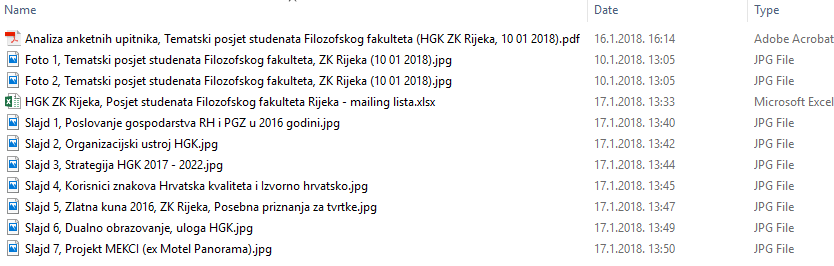 Name Date Type
Analiza anketnih upitnika, Tematski posjet studenata Filozofskog fakulteta (HGK ZK Rijeka, 10 01 2018).pdf 16.1.2018. 16:14 Adobe Acrobat
Foto 1, Tematski posjet studenata Filozofskog fakulteta, ZK Rijeka (10 01 2018).jpg 10.1.2018. 13:05 JPG File
Foto 2, Tematski posjet studenata Filozofskog fakulteta, ZK Rijeka (10 01 2018).jpg 10.1.2018. 13:05 JPG File
HGK ZK Rijeka, Posjet studenata Filozofskog fakulteta Rijeka - mailing lista.xlsx 17.1.2018. 13:33 Microsoft Excel
Slajd 1, Poslovanje gospodarstva RH i PGZ u 2016 godini.jpg 17.1.2018. 13:40 JPG File
Slajd 2, Organizacijski ustroj HGK.jpg 17.1.2018. 13:42 JPG File
Slajd 3, Strategija HGK 2017 - 2022.jpg 17.1.2018. 13:44 JPG File
Slajd 4, Korisnici znakova Hrvatska kvaliteta i Izvorno hrvatsko.jpg 17.1.2018. 13:45 JPG File
Slajd 5, Zlatna kuna 2016, ZK Rijeka, Posebna priznanja za tvrtke.jpg 17.1.2018. 13:47 JPG File
Slajd 6, Dualno obrazovanje, uloga HGK.jpg 17.1.2018. 13:49 JPG File
Slajd 7, Projekt MEKCI (ex Motel Panorama).jpg 17.1.2018. 13:50 JPG File